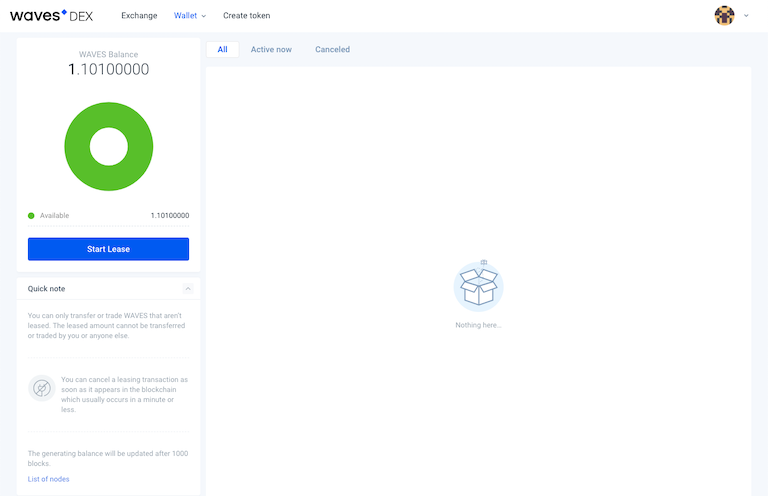 waves DEX
Exchange
Wallet
Create token
WAVES Balance
1.10100000
Available
1.10100000
Start Lease
Quick note
You can only transfer or trade WAVES that aren't
leased. The leased amount cannot be transferred
or traded by you or anyone else.
You can cancel a leasing transaction as
soon as it appears in the blockchain
which usually occurs in a minute or
less.
The generating balance will be updated after 1000
blocks.
List of nodes
All
Active now
Canceled
Nothing here...